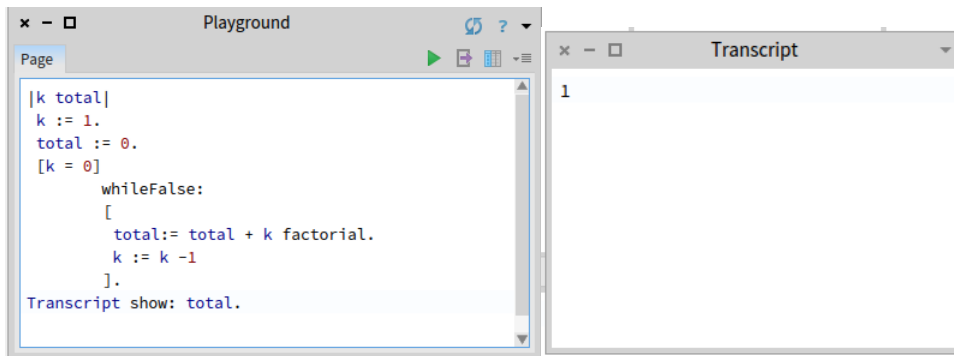 Playground
?
Page
|k total|
k := 1.
total := 0.
[k = 0]
whileFalse:
[
total:= total + k factorial.
k := k -1
].
Transcript show: total.
Transcript
1